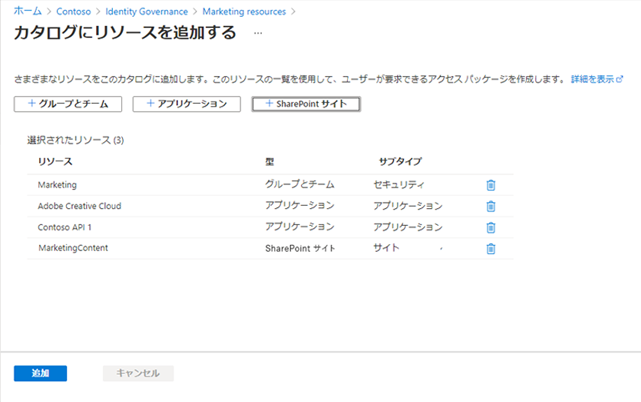 ホーム > Contoso > Identity Governance > Marketing resources >
カタログにリソースを追加する ...
さまざまなリソースをこのカタログに追加します。このリソースの一覧を使用して、ユーザーが要求できるアクセス パッケージを作成します。 詳細を表示
+ グループとチーム + アプリケーション + SharePoint サイト
選択されたリソース (3)
リソース 型 サブタイプ
Marketing グループとチーム セキュリティ
Adobe Creative Cloud アプリケーション アプリケーション
Contoso API 1 アプリケーション アプリケーション
MarketingContent SharePoint サイト サイト
追加 キャンセル